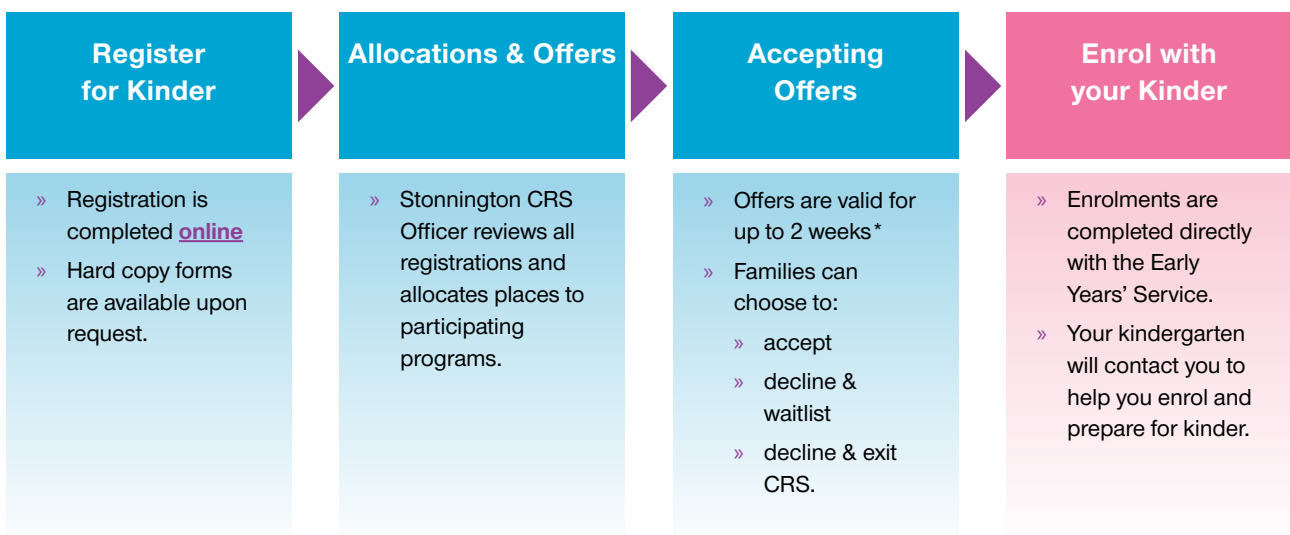 Register
for Kinder
» Registration is
completed online
» Hard copy forms
are available upon
request.
Allocations & Offers
» Stonnington CRS
Officer reviews all
registrations and
allocates places to
participating
programs.
Accepting
Offers
» Offers are valid for
up to 2 weeks*
» Families can
choose to:
» accept
» decline &
waitlist
» decline & exit
CRS.
Enrol with
your Kinder
» Enrolments are
completed directly
with the Early
Years’ Service.
» Your kindergarten
will contact you to
help you enrol and
prepare for kinder.